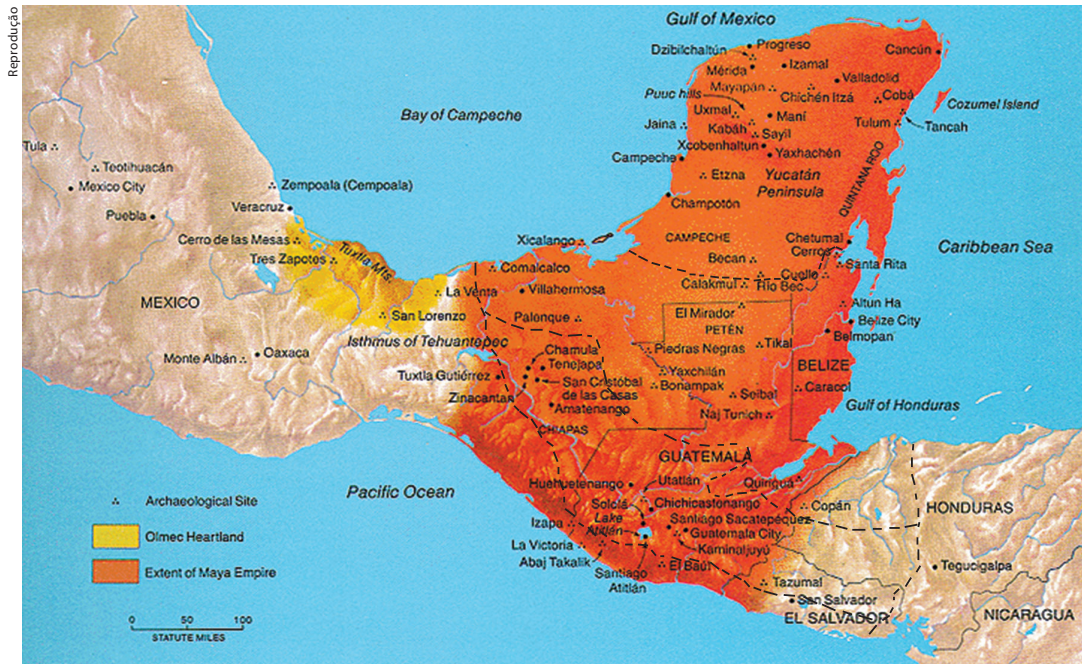 Reprodução
Gulf of Mexico
Dzibilchaltún
Progreso
Mérida
Izamal
Cancún
Mayapán
Valladolid
Chichén Itzá
Cobá
Puuc hills
Cozumel Island
Uxmal
Maní
Tulum
Tancah
Jaina
Kabáh
Sayil
Xcobenhaltun
Yaxhachén
Campeche
Etzna
Yucatán
Peninsula
QUINTANA ROO
Champotón
Bay of Campeche
Tula
Teotihuacán
Mexico City
Zempoala (Cempoala)
Puebla
Veracruz
Cerro de las Mesas
Tres Zapotes
Tuxtla Mts.
Xicalango
CAMPECHE
Chetumal
Cerros
Caribbean Sea
Becan
Santa Rita
Comalcalco
Cuello
Calakmul
Río Bec
La Venta
Villahermosa
MEXICO
San Lorenzo
Palenque
El Mirador
PETÉN
Altun Ha
Belize City
Belmopan
Isthmus of Tehuantepec
Monte Albán
Oaxaca
Chamula
Tenejapa
Piedras Negras
Tikal
BELIZE
Tuxtla Gutiérrez
San Cristóbal
de las Casas
Yaxchilán
Bonampak
Seibal
Caracol
Zinacantan
Amatenango
Naj Tunich
Gulf of Honduras
CHIAPAS
GUATEMALA
Pacific Ocean
Huehuetenango
Utatlán
Quiriguá
Sololá
Chichicastonango
Copán
HONDURAS
Lake
Atitlán
Izapa
Santiago Sacatepéquez
Guatemala City
La Victoria
Kaminaljuyú
Abaj Takalik
El Baúl
Santiago
Atitlán
Tazumal
Tegucigalpa
San Salvador
EL SALVADOR
NICARAGUA
Archaeological Site
Olmec Heartland
Extent of Maya Empire
0 50 100
STATUTE MILES